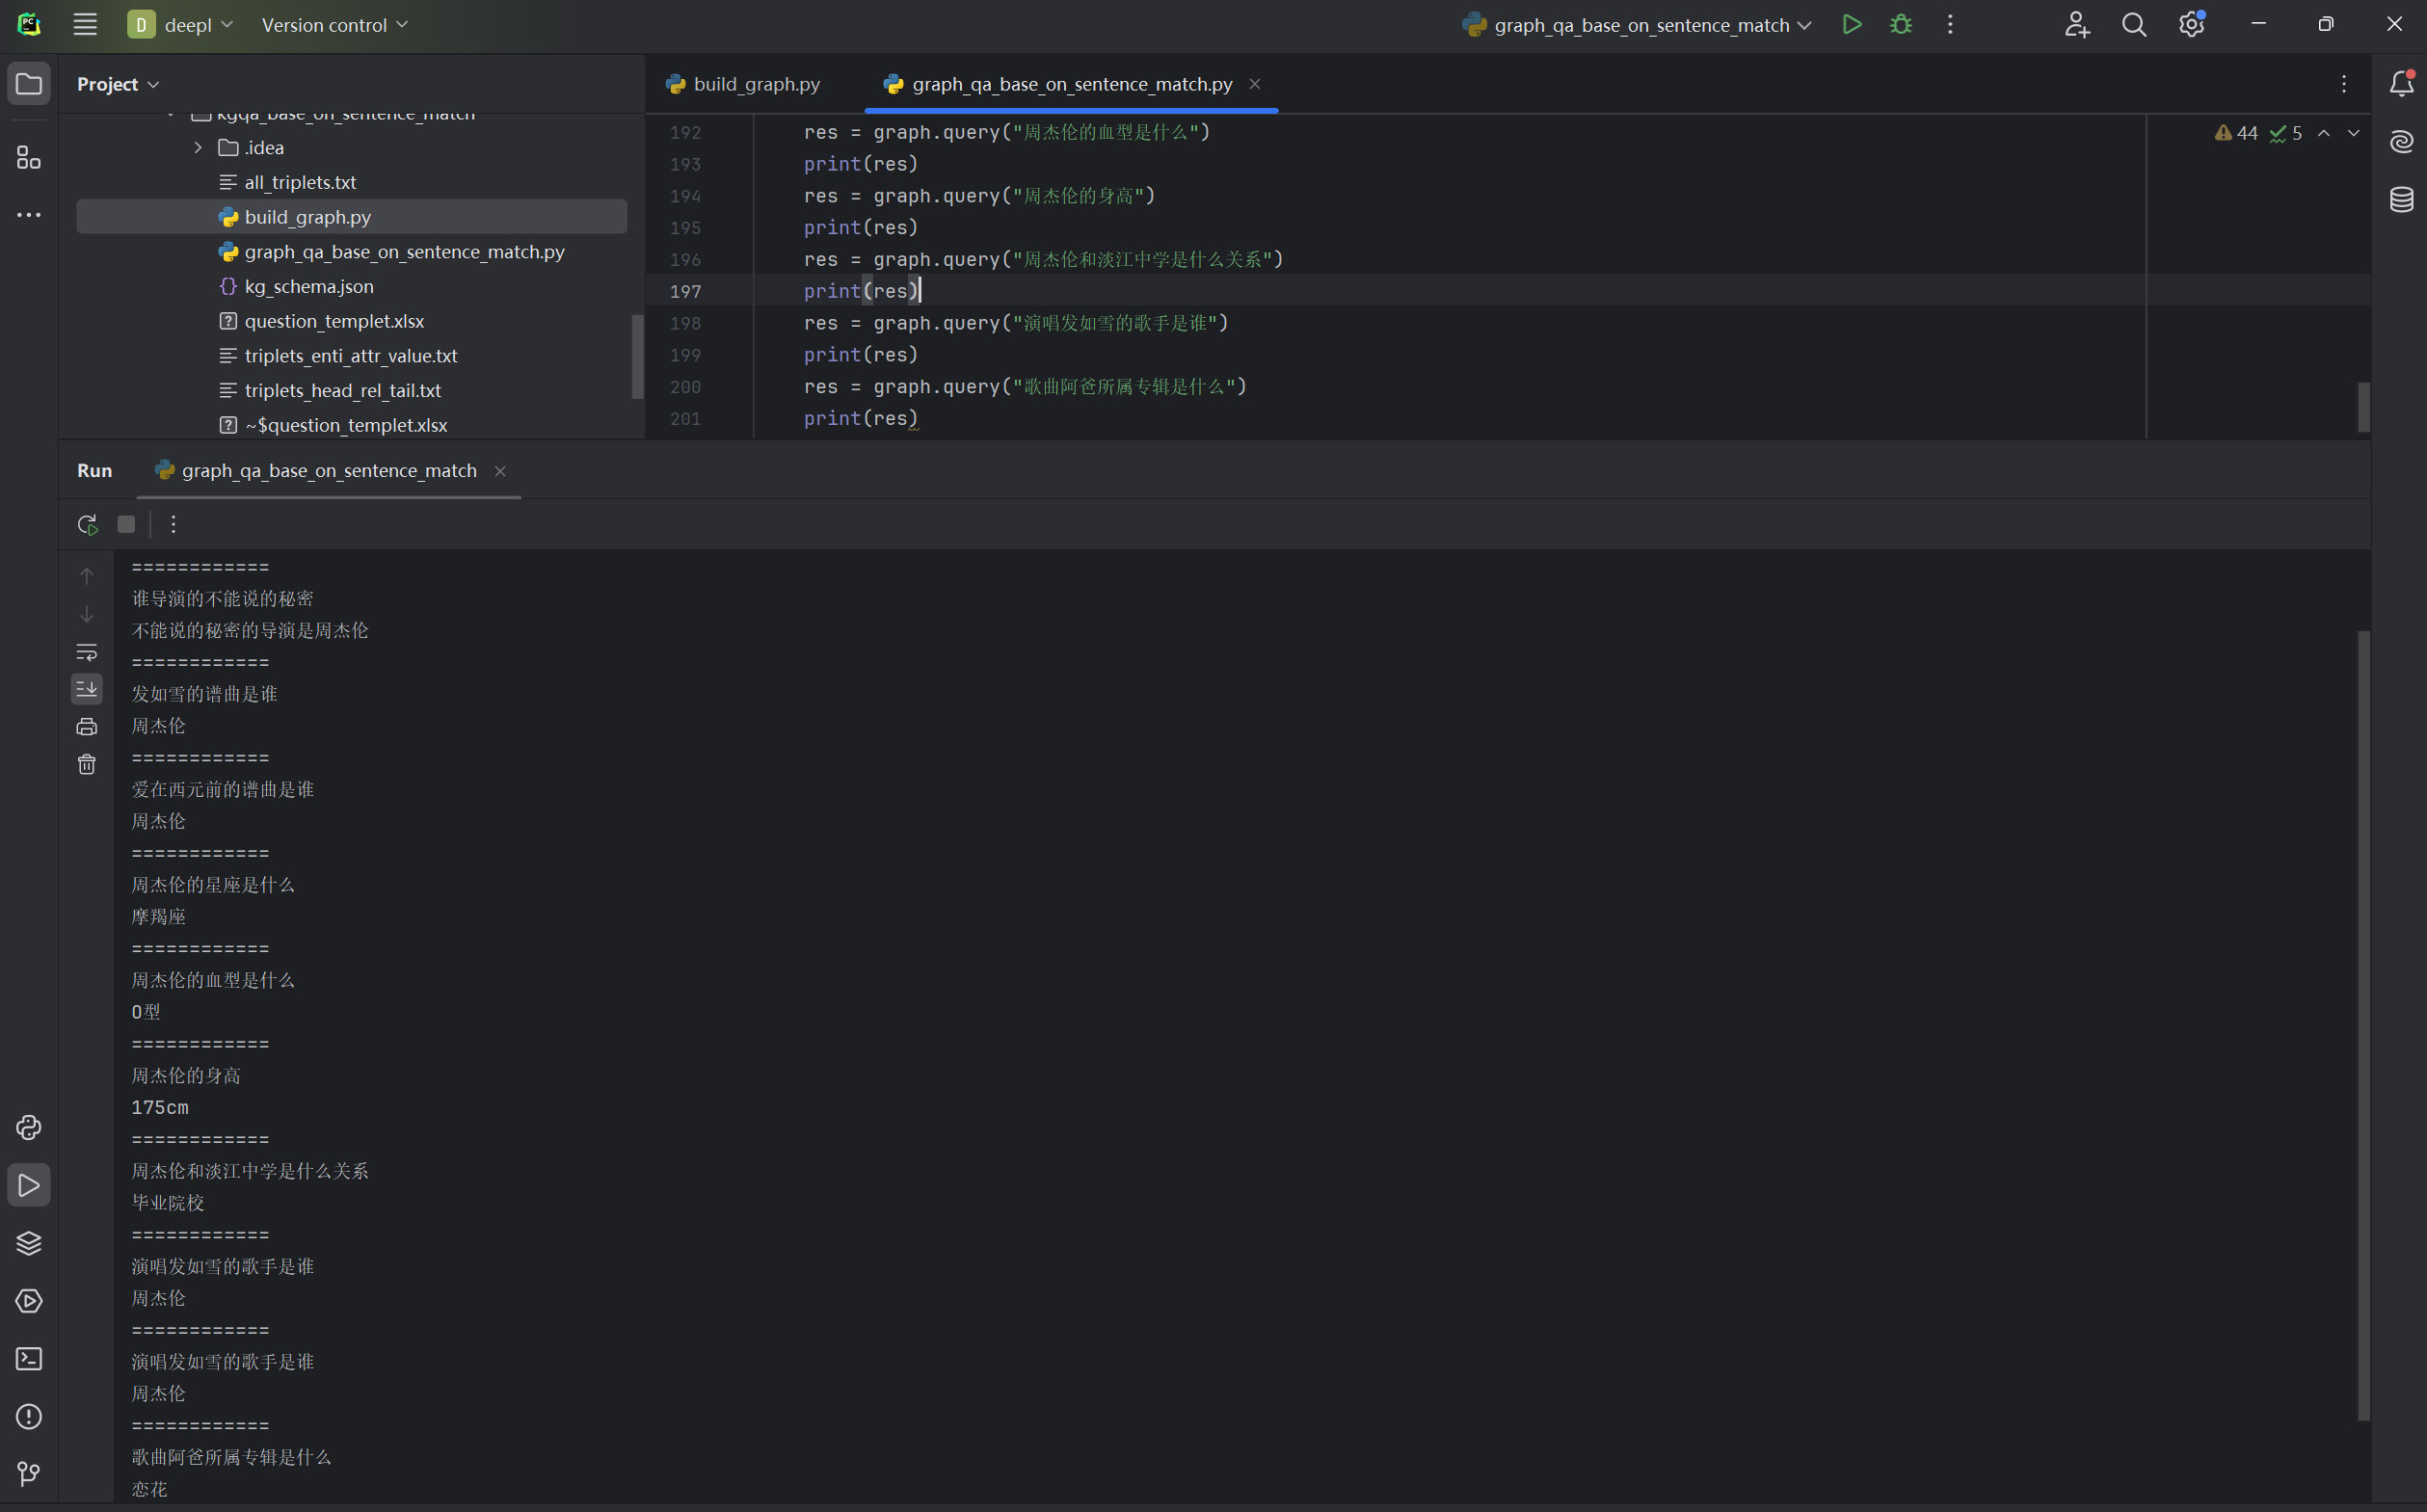 PC
D deepl Version control graph_qa_base_on_sentence_match
Project
build_graph.py graph_qa_base_on_sentence_match.py
kgqa_base_on_sentence_match
.idea
all_triplets.txt
build_graph.py
graph_qa_base_on_sentence_match.py
kg_schema.json
question_templet.xlsx
triplets_enti_attr_value.txt
triplets_head_rel_tail.txt
~$question_templet.xlsx
44 5
192 res = graph.query("周杰伦的血型是什么")
193 print(res)
194 res = graph.query("周杰伦的身高")
195 print(res)
196 res = graph.query("周杰伦和淡江中学是什么关系")
197 print(res)
198 res = graph.query("演唱发如雪的歌手是谁")
199 print(res)
200 res = graph.query("歌曲阿爸所属专辑是什么")
201 print(res)
Run graph_qa_base_on_sentence_match
============
谁导演的不能说的秘密
不能说的秘密的导演是周杰伦
============
发如雪的谱曲是谁
周杰伦
============
爱在西元前的谱曲是谁
周杰伦
============
周杰伦的星座是什么
摩羯座
============
周杰伦的血型是什么
O型
============
周杰伦的身高
175cm
============
周杰伦和淡江中学是什么关系
毕业院校
============
演唱发如雪的歌手是谁
周杰伦
============
演唱发如雪的歌手是谁
周杰伦
============
歌曲阿爸所属专辑是什么
恋花